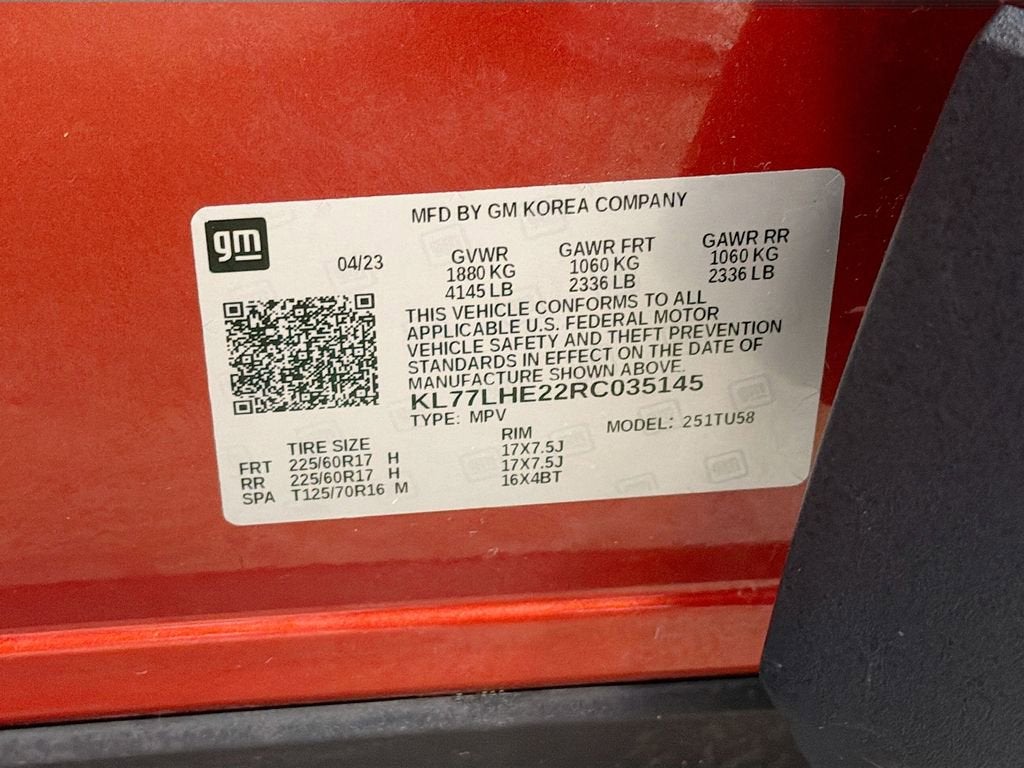 gm
MFD BY GM KOREA COMPANY
04/23
GVWR GAWR FRT GAWR RR
1880 KG 1060 KG 1060 KG
4145 LB 2336 LB 2336 LB
THIS VEHICLE CONFORMS TO ALL
APPLICABLE U.S. FEDERAL MOTOR
VEHICLE SAFETY AND THEFT PREVENTION
STANDARDS IN EFFECT ON THE DATE OF
MANUFACTURE SHOWN ABOVE.
KL77LHE22RC035145
TYPE: MPV MODEL: 251TU58
TIRE SIZE RIM
FRT 225/60R17 H 17X7.5J
RR 225/60R17 H 17X7.5J
SPA T125/70R16 M 16X4BT